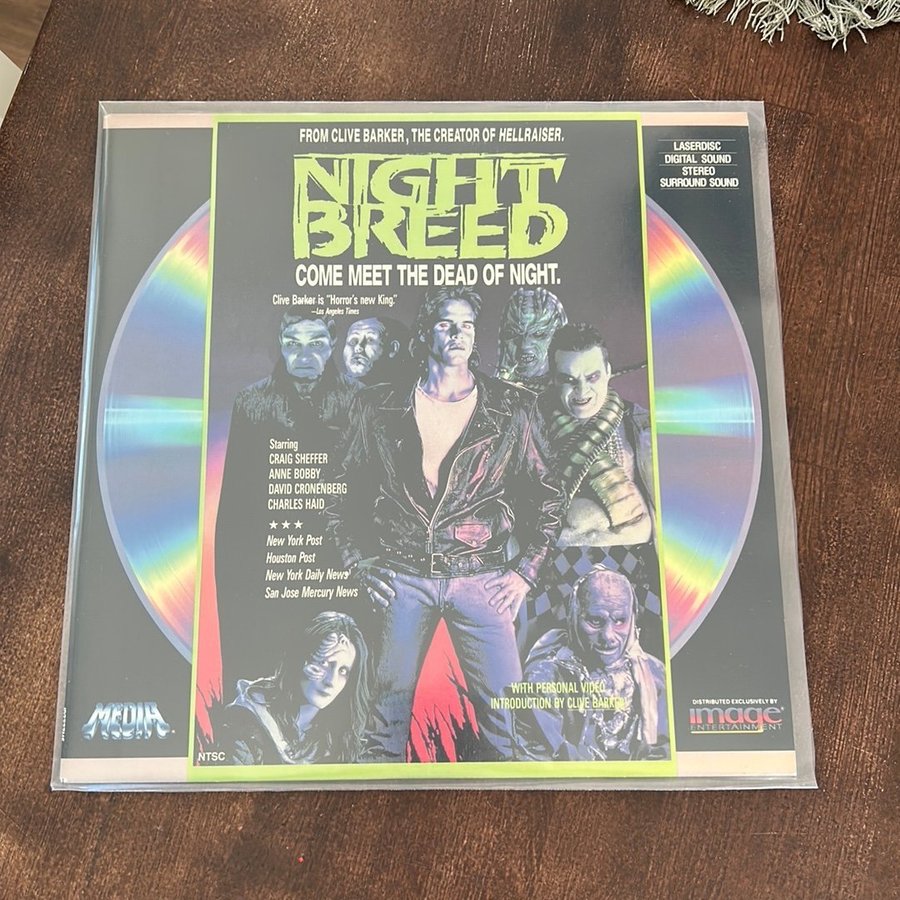 FROM CLIVE BARKER, THE CREATOR OF HELLRAISER.
NIGHT
BREED
COME MEET THE DEAD OF NIGHT.
Clive Barker is "Horror's new King."
—Los Angeles Times
LASERDISC
DIGITAL SOUND
STEREO
SURROUND SOUND
Starring
CRAIG SHEFFER
ANNE BOBBY
DAVID CRONENBERG
CHARLES HAID
★★★
New York Post
Houston Post
New York Daily News
San Jose Mercury News
WITH PERSONAL VIDEO
INTRODUCTION BY CLIVE BARKER
MEDIA
NTSC
DISTRIBUTED EXCLUSIVELY BY
image
ENTERTAINMENT